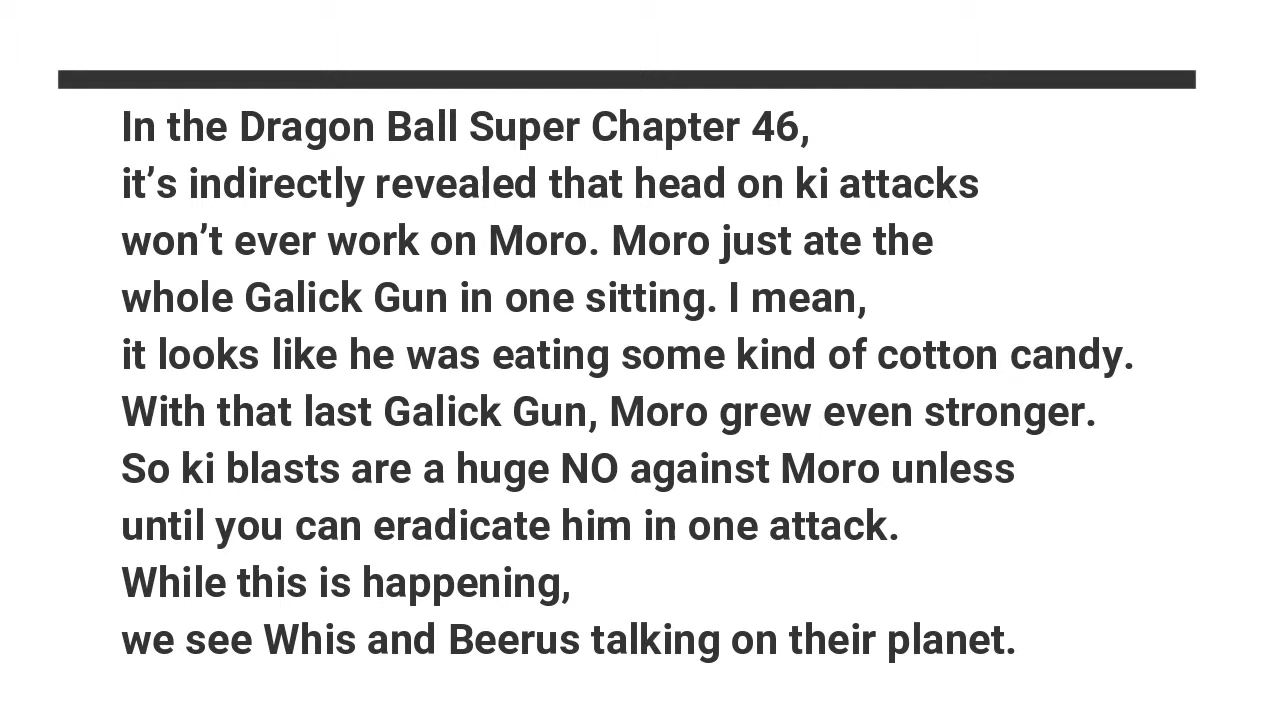 In the Dragon Ball Super Chapter 46,
it’s indirectly revealed that head on ki attacks
won’t ever work on Moro. Moro just ate the
whole Galick Gun in one sitting. I mean,
it looks like he was eating some kind of cotton candy.
With that last Galick Gun, Moro grew even stronger.
So ki blasts are a huge NO against Moro unless
until you can eradicate him in one attack.
While this is happening,
we see Whis and Beerus talking on their planet.